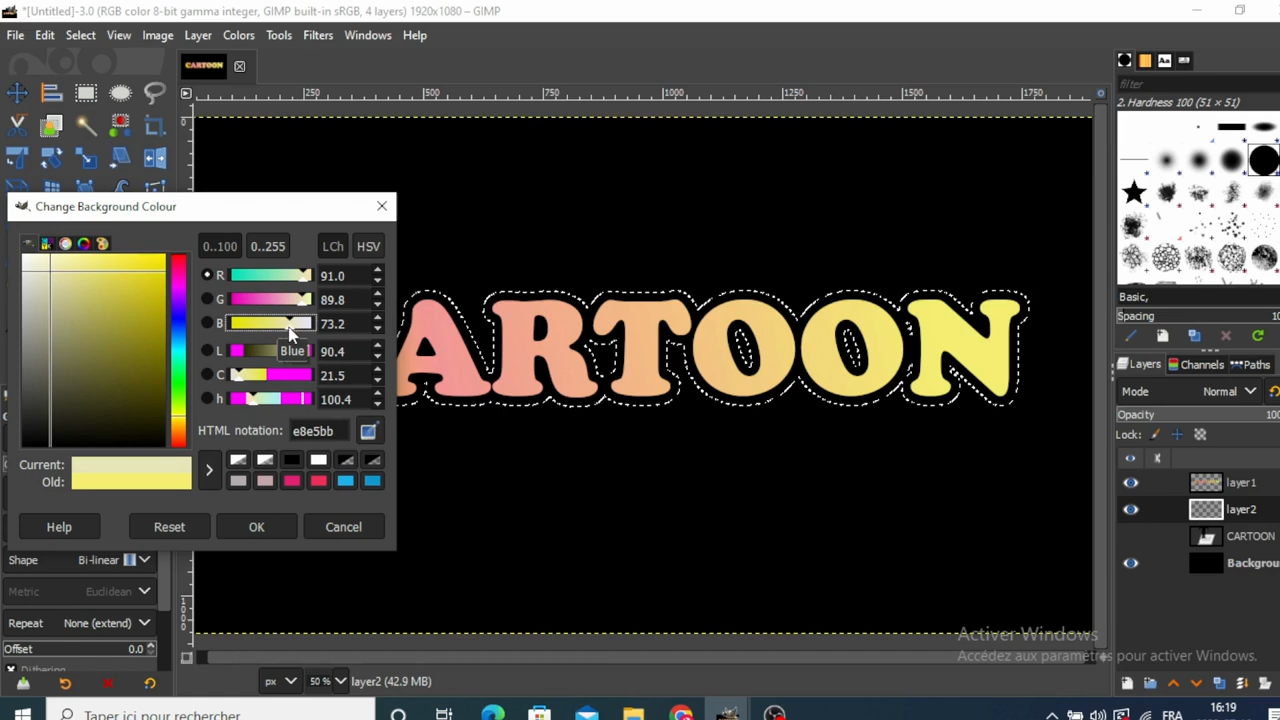 *[Untitled]-3.0 (RGB color 8-bit gamma integer, GIMP built-in sRGB, 4 layers) 1920x1080 – GIMP
File Edit Select View Image Layer Colors Tools Filters Windows Help
CARTOON
250 500 750 1000 1250 1500 1750
filter
2. Hardness 100 (51 × 51)
Change Background Colour
0..100 0..255 LCh HSV
R 91.0
G 89.8
B 73.2
L 90.4
Blue
C 21.5
h 100.4
HTML notation: e8e5bb
Current:
Old:
Help Reset OK Cancel
ARTOON
Basic,
Spacing 10.0
Layers Channels Paths
Mode Normal
Opacity 100
Lock:
layer1
layer2
CARTOON
Backgrou
Shape Bi-linear
Metric Euclidean
Repeat None (extend)
Offset 0.0
Dithering
Activer Windows
Accédez aux paramètres pour activer Windows.
px 50 % layer2 (42.9 MB)
Taper ici pour rechercher
FRA
16:19